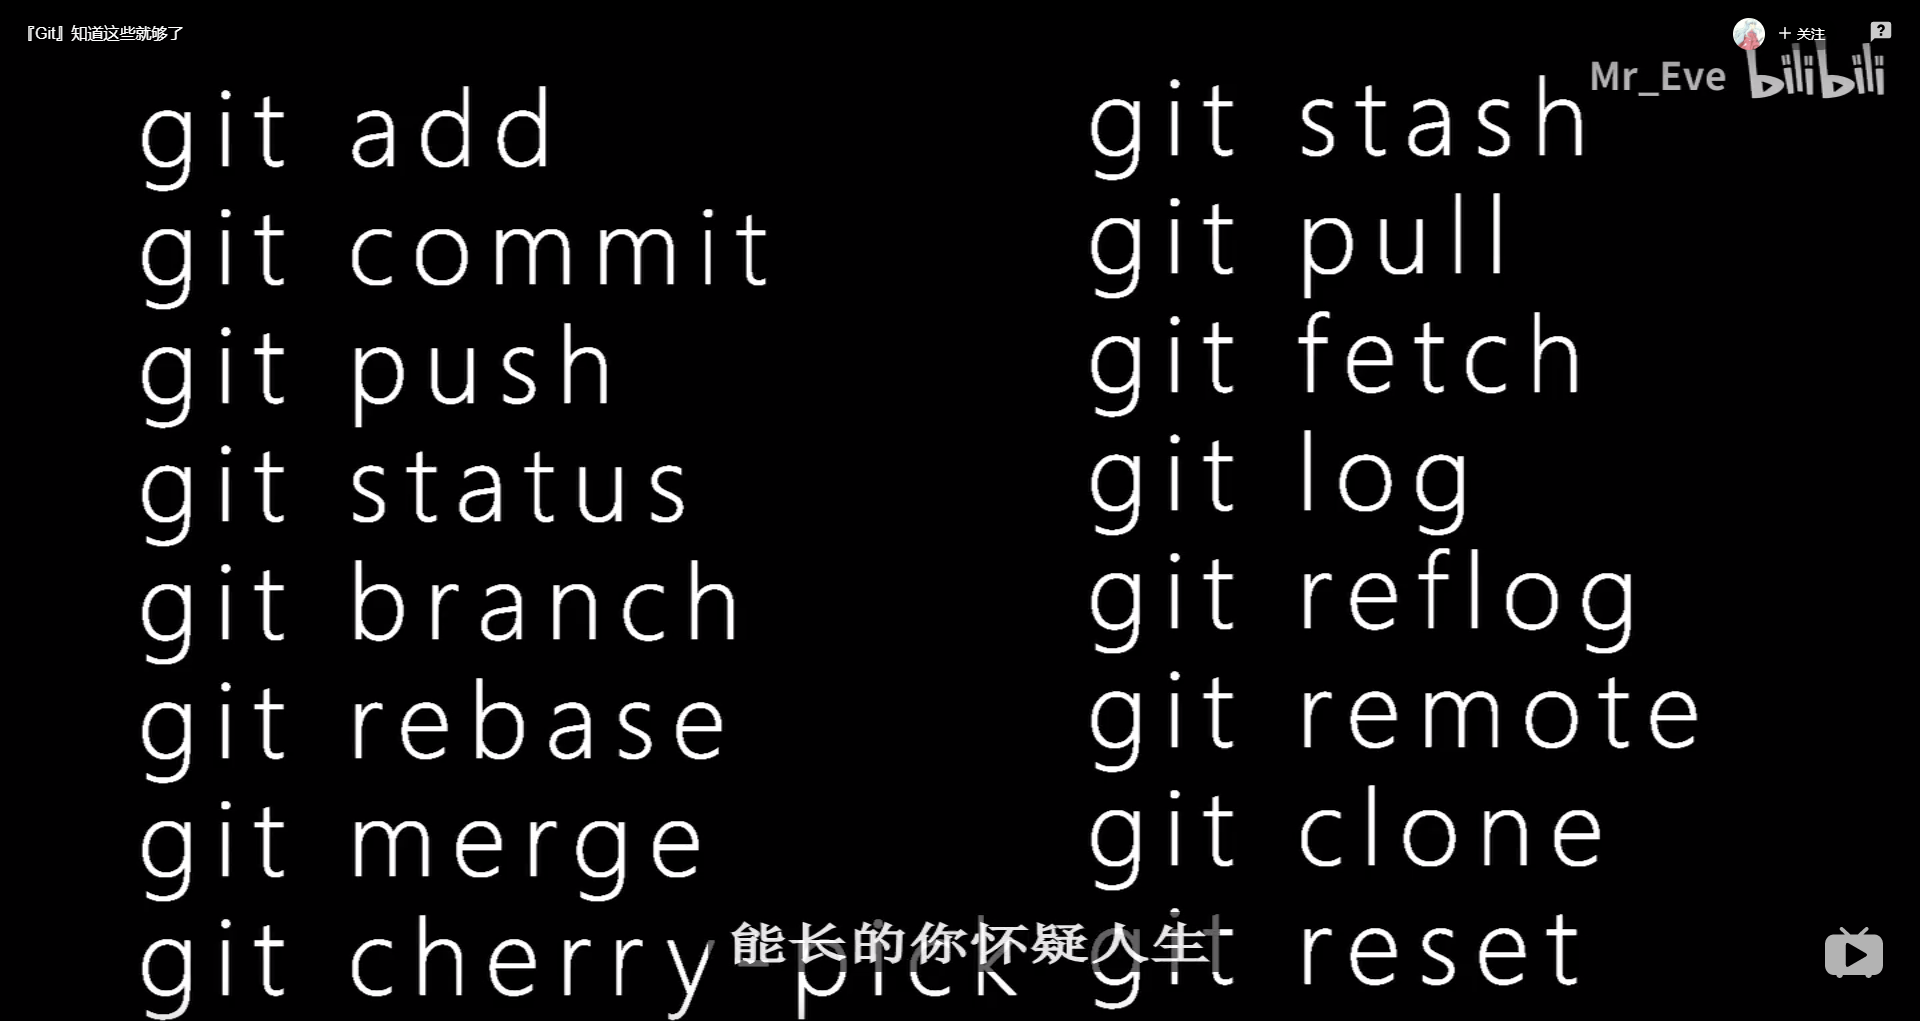 『Git』知道这些就够了
+ 关注
Mr_Eve bilibili
git add
git commit
git push
git status
git branch
git rebase
git merge
git cherry-pick
git stash
git pull
git fetch
git log
git reflog
git remote
git clone
git reset
能长的你怀疑人生